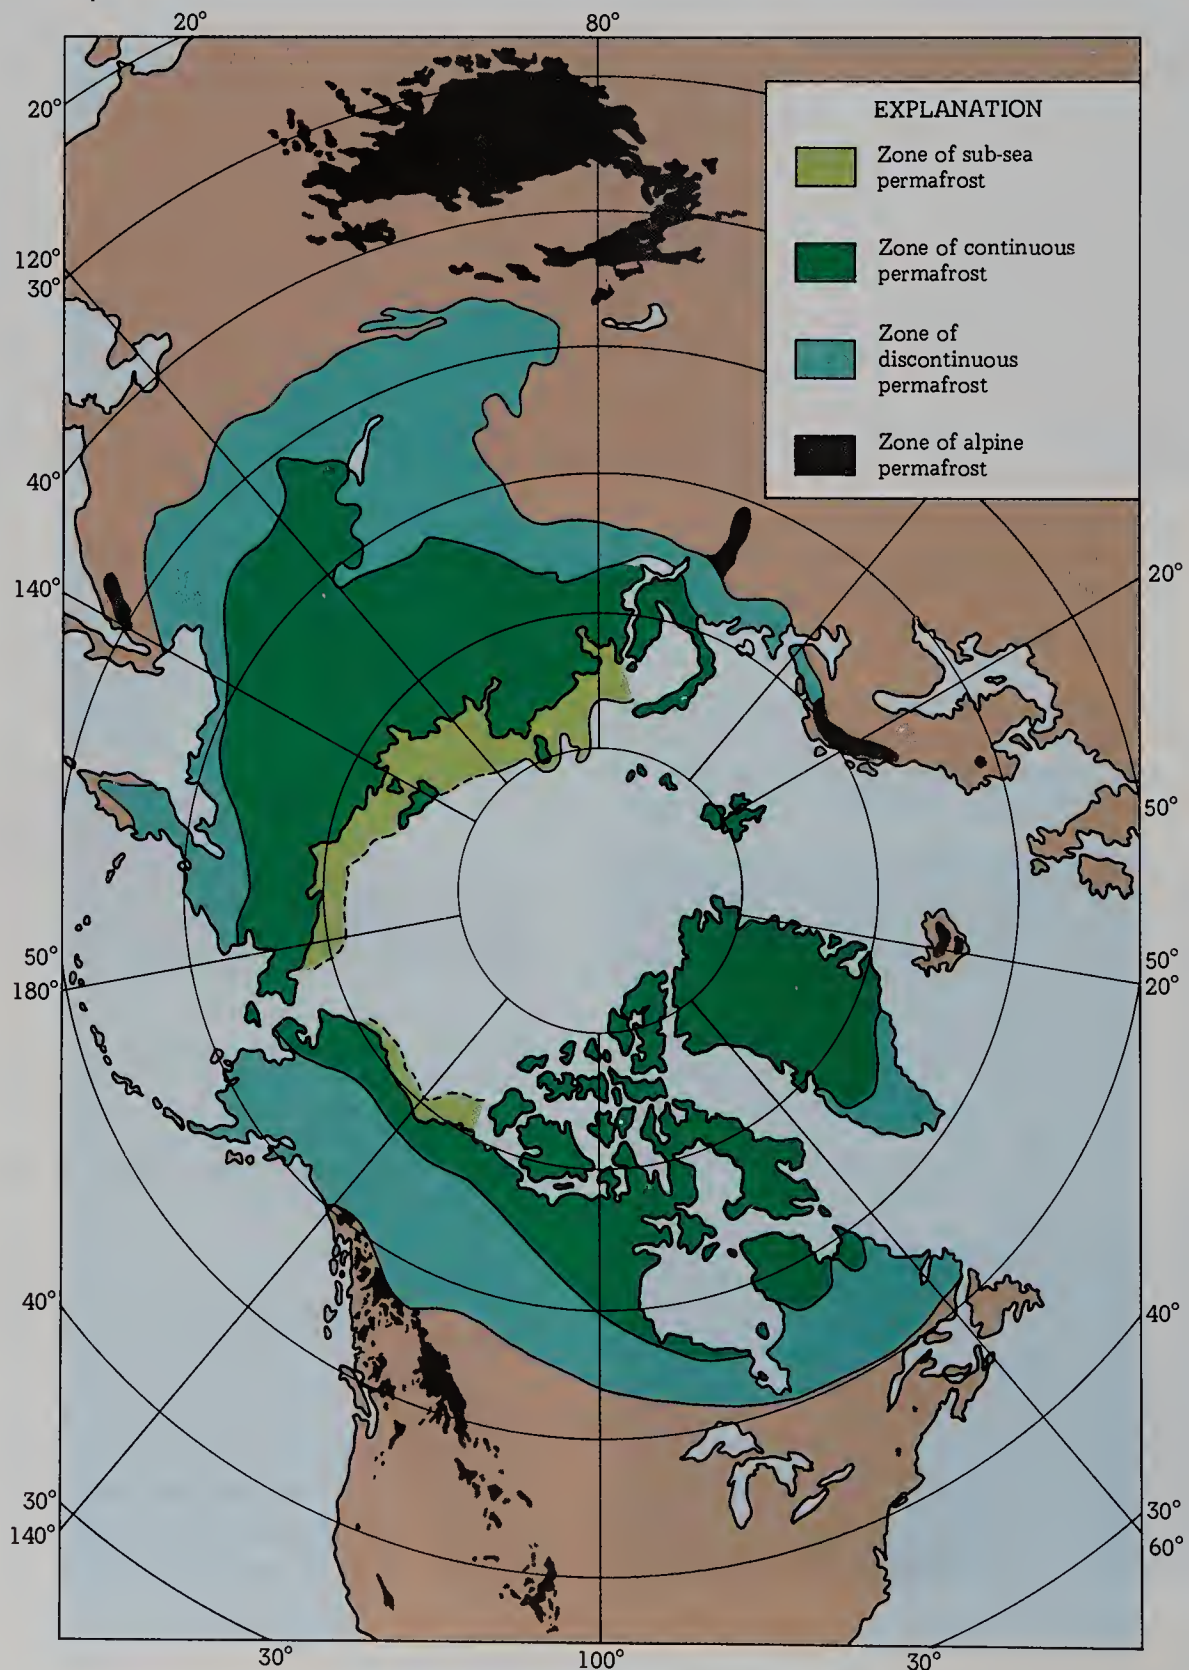 20°
80°
20°
EXPLANATION
Zone of sub-sea
permafrost
120°
30°
Zone of continuous
permafrost
Zone of
discontinuous
permafrost
40°
Zone of alpine
permafrost
140°
20°
50°
50°
180°
50°
20°
40°
40°
30°
140°
30°
60°
30°
100°
30°